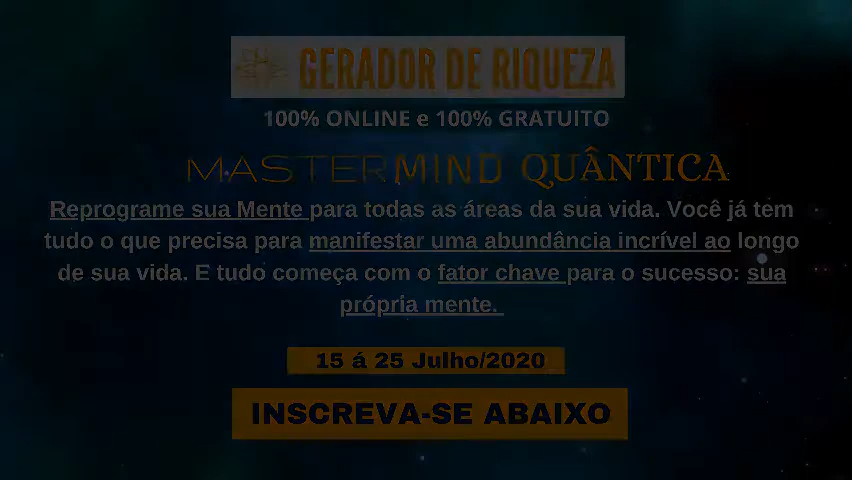 GERADOR DE RIQUEZA
100% ONLINE e 100% GRATUITO
MASTERMIND QUÂNTICA
Reprograme sua Mente para todas as áreas da sua vida. Você já tem
tudo o que precisa para manifestar uma abundância incrível ao longo
de sua vida. E tudo começa com o fator chave para o sucesso: sua
própria mente.
15 á 25 Julho/2020
INSCREVA-SE ABAIXO